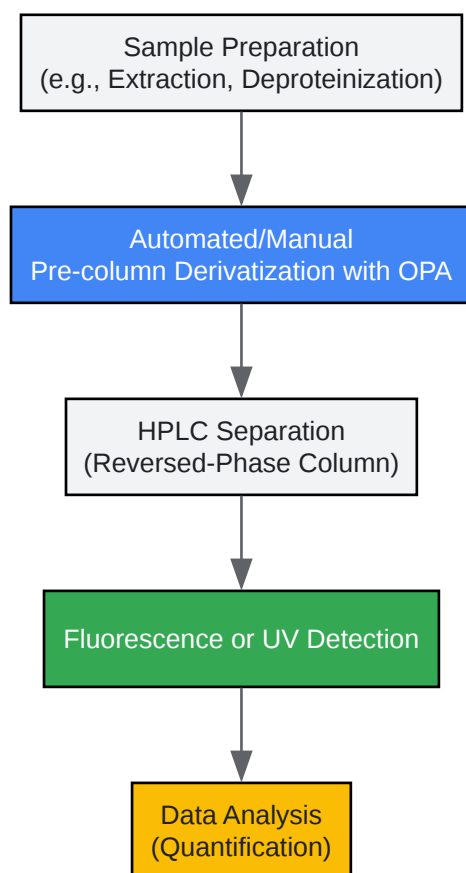 Sample Preparation
(e.g., Extraction, Deproteinization)
Automated/Manual
Pre-column Derivatization with OPA
HPLC Separation
(Reversed-Phase Column)
Fluorescence or UV Detection
Data Analysis
(Quantification)